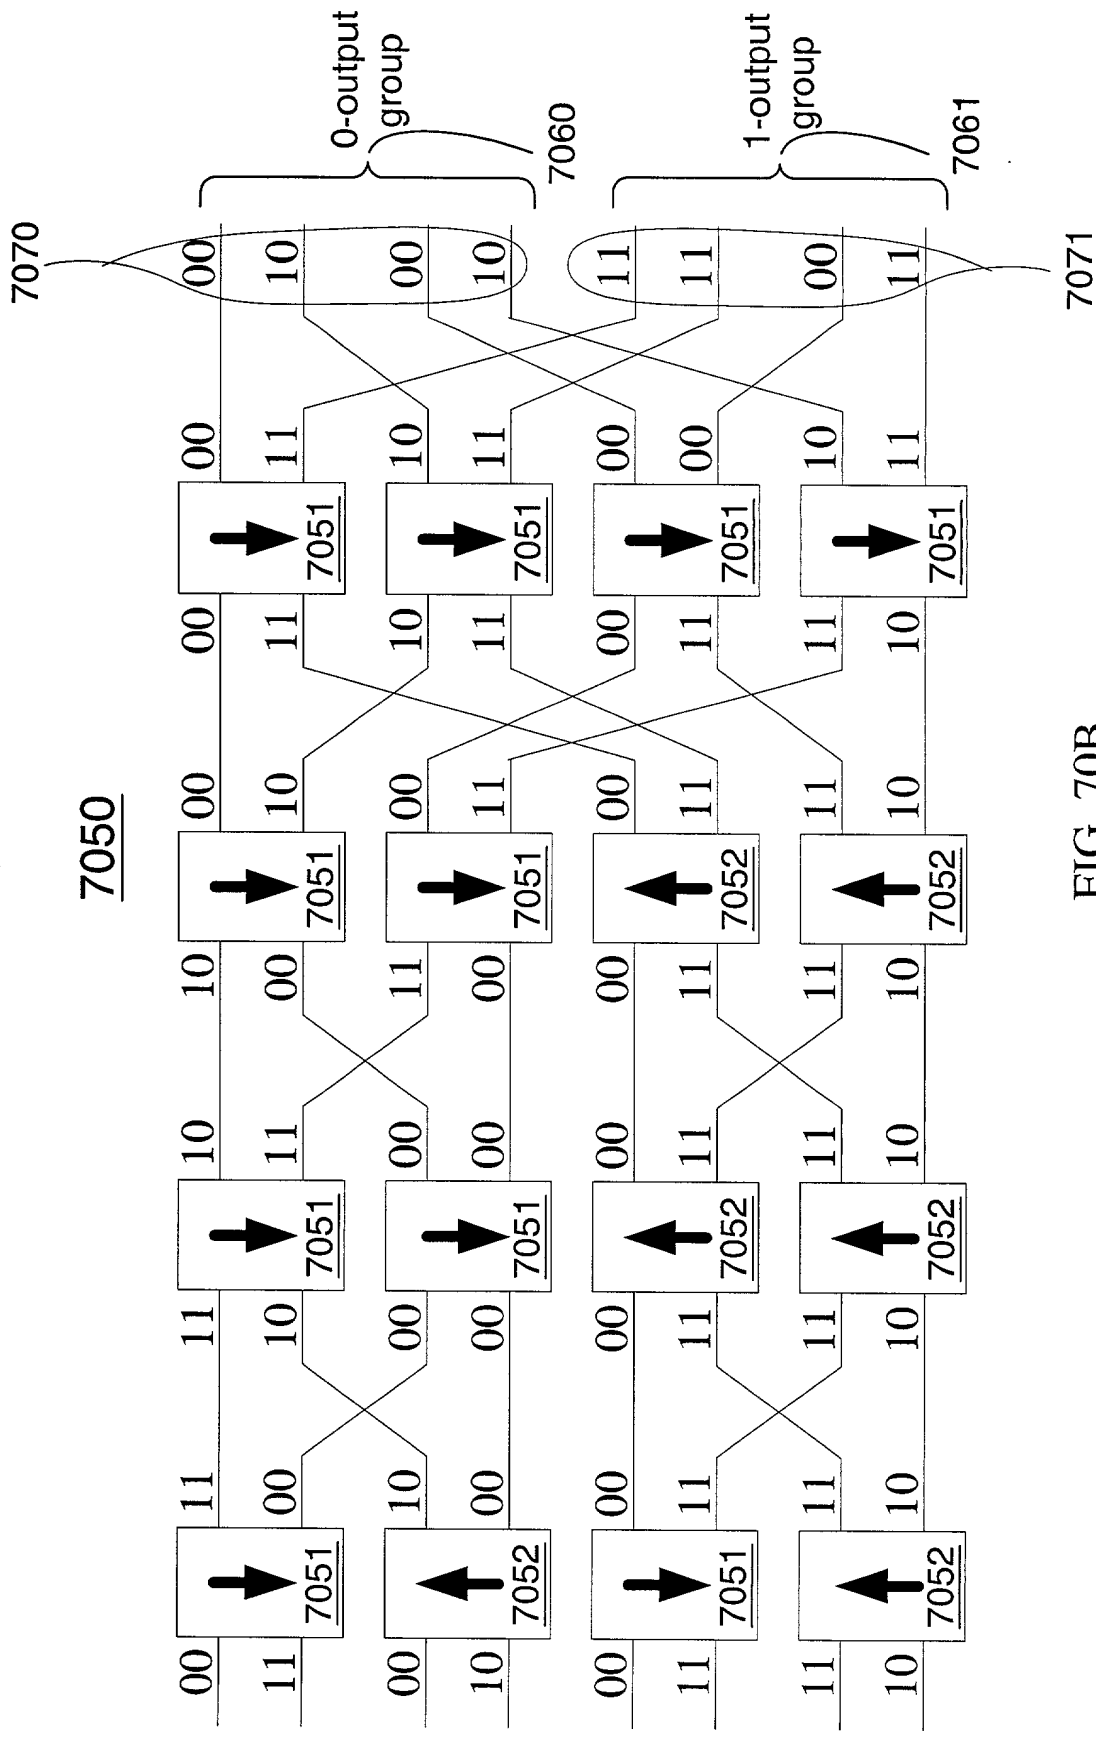 7070
7050
00 11 11 10 10 00 00 00 00
11 00 10 11 00 10 11 11 10
7051 7051 7051 7051
0-output
group
00 10 00 00 11 00 10 10 00
10 00 00 00 00 11 11 11 10
7052 7051 7051 7051
7060
00 00 00 00 00 00 00 00 11
11 11 11 11 11 11 11 00 11
7051 7052 7052 7051
1-output
group
11 11 11 11 11 11 11 10 00
10 10 10 10 10 10 10 11 11
7052 7052 7052 7051
7061
7071
FIG. 70B